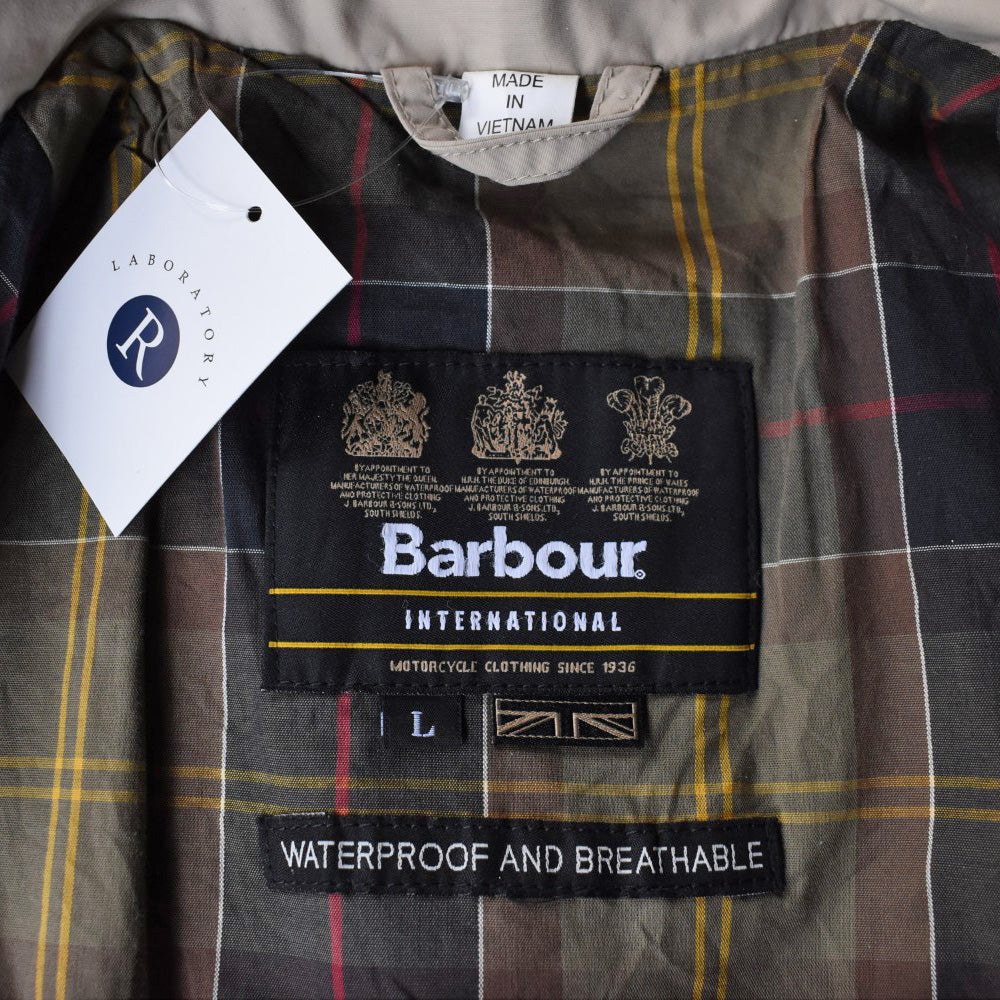 MADE
IN
VIETNAM
LABORATORY
R
BY APPOINTMENT TO
HER MAJESTY THE QUEEN
MANUFACTURERS OF WATERPROOF
AND PROTECTIVE CLOTHING
J. BARBOUR & SONS LTD.,
SOUTH SHIELDS.
BY APPOINTMENT TO
H.R.H. THE DUKE OF EDINBURGH.
MANUFACTURERS OF WATERPROOF
AND PROTECTIVE CLOTHING
J. BARBOUR & SONS LTD.,
SOUTH SHIELDS.
BY APPOINTMENT TO
H.R.H. THE PRINCE OF WALES
MANUFACTURERS OF WATERPROOF
AND PROTECTIVE CLOTHING
J. BARBOUR & SONS LTD.,
SOUTH SHIELDS.
Barbour®
INTERNATIONAL
MOTORCYCLE CLOTHING SINCE 1936
L
WATERPROOF AND BREATHABLE